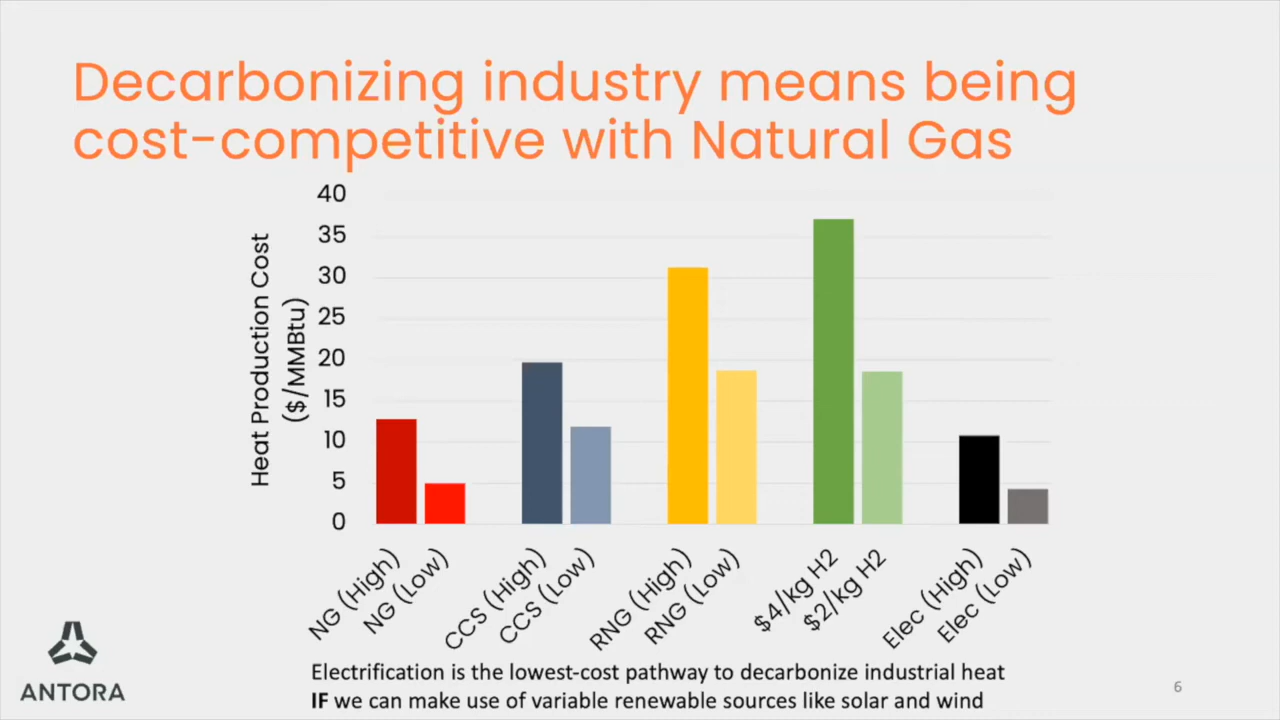 Decarbonizing industry means being
cost-competitive with Natural Gas
Heat Production Cost
($/MMBtu)
40
35
30
25
20
15
10
5
0
NG (High)
NG (Low)
CCS (High)
CCS (Low)
RNG (High)
RNG (Low)
$4/kg H2
$2/kg H2
Elec (High)
Elec (Low)
Electrification is the lowest-cost pathway to decarbonize industrial heat
IF we can make use of variable renewable sources like solar and wind
ANTORA
6